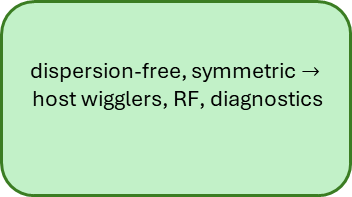 dispersion-free, symmetric →
host wigglers, RF, diagnostics